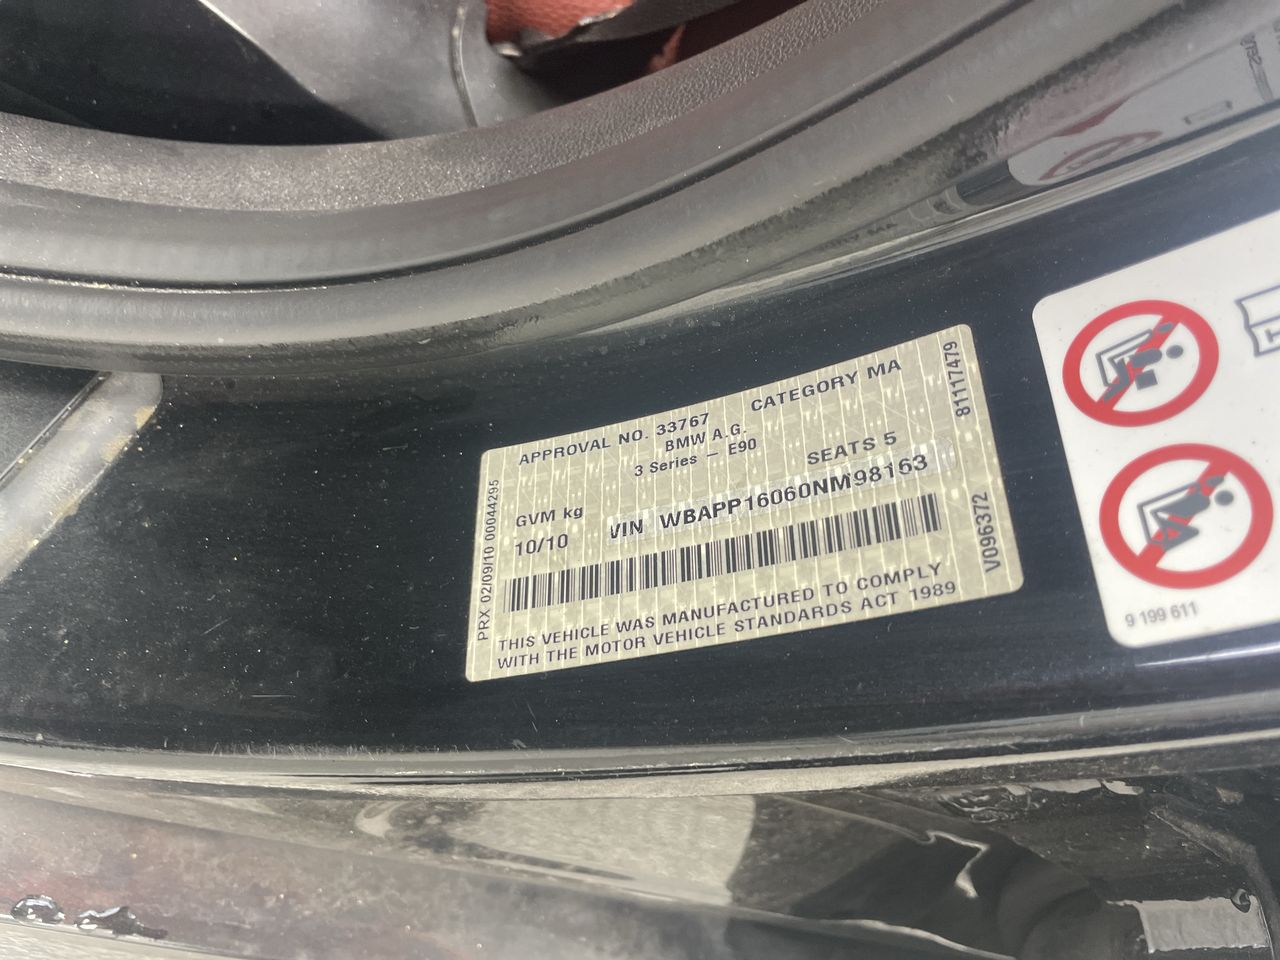 APPROVAL NO. 33767 CATEGORY MA
BMW A.G.
3 Series – E90
GVM kg SEATS 5
10/10 VIN WBAPP16060NM98163
THIS VEHICLE WAS MANUFACTURED TO COMPLY
WITH THE MOTOR VEHICLE STANDARDS ACT 1989
PRX 02/09/10 00044295
81117479
V096372
9 199 611